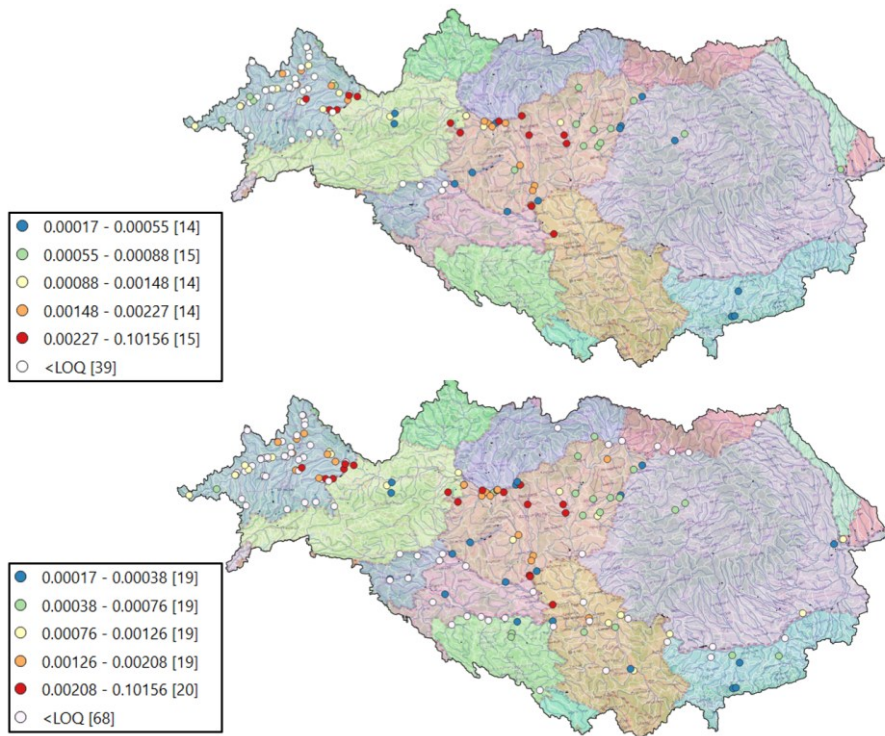 0.00017 - 0.00055 [14]
0.00055 - 0.00088 [15]
0.00088 - 0.00148 [14]
0.00148 - 0.00227 [14]
0.00227 - 0.10156 [15]
<LOQ [39]
0.00017 - 0.00038 [19]
0.00038 - 0.00076 [19]
0.00076 - 0.00126 [19]
0.00126 - 0.00208 [19]
0.00208 - 0.10156 [20]
<LOQ [68]